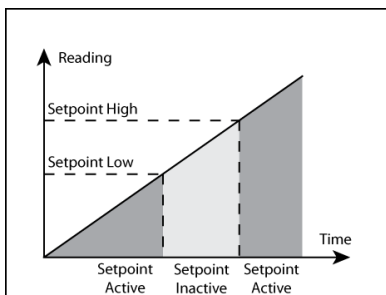 Reading
Setpoint High
Setpoint Low
Time
Setpoint Setpoint Setpoint
Active Inactive Active